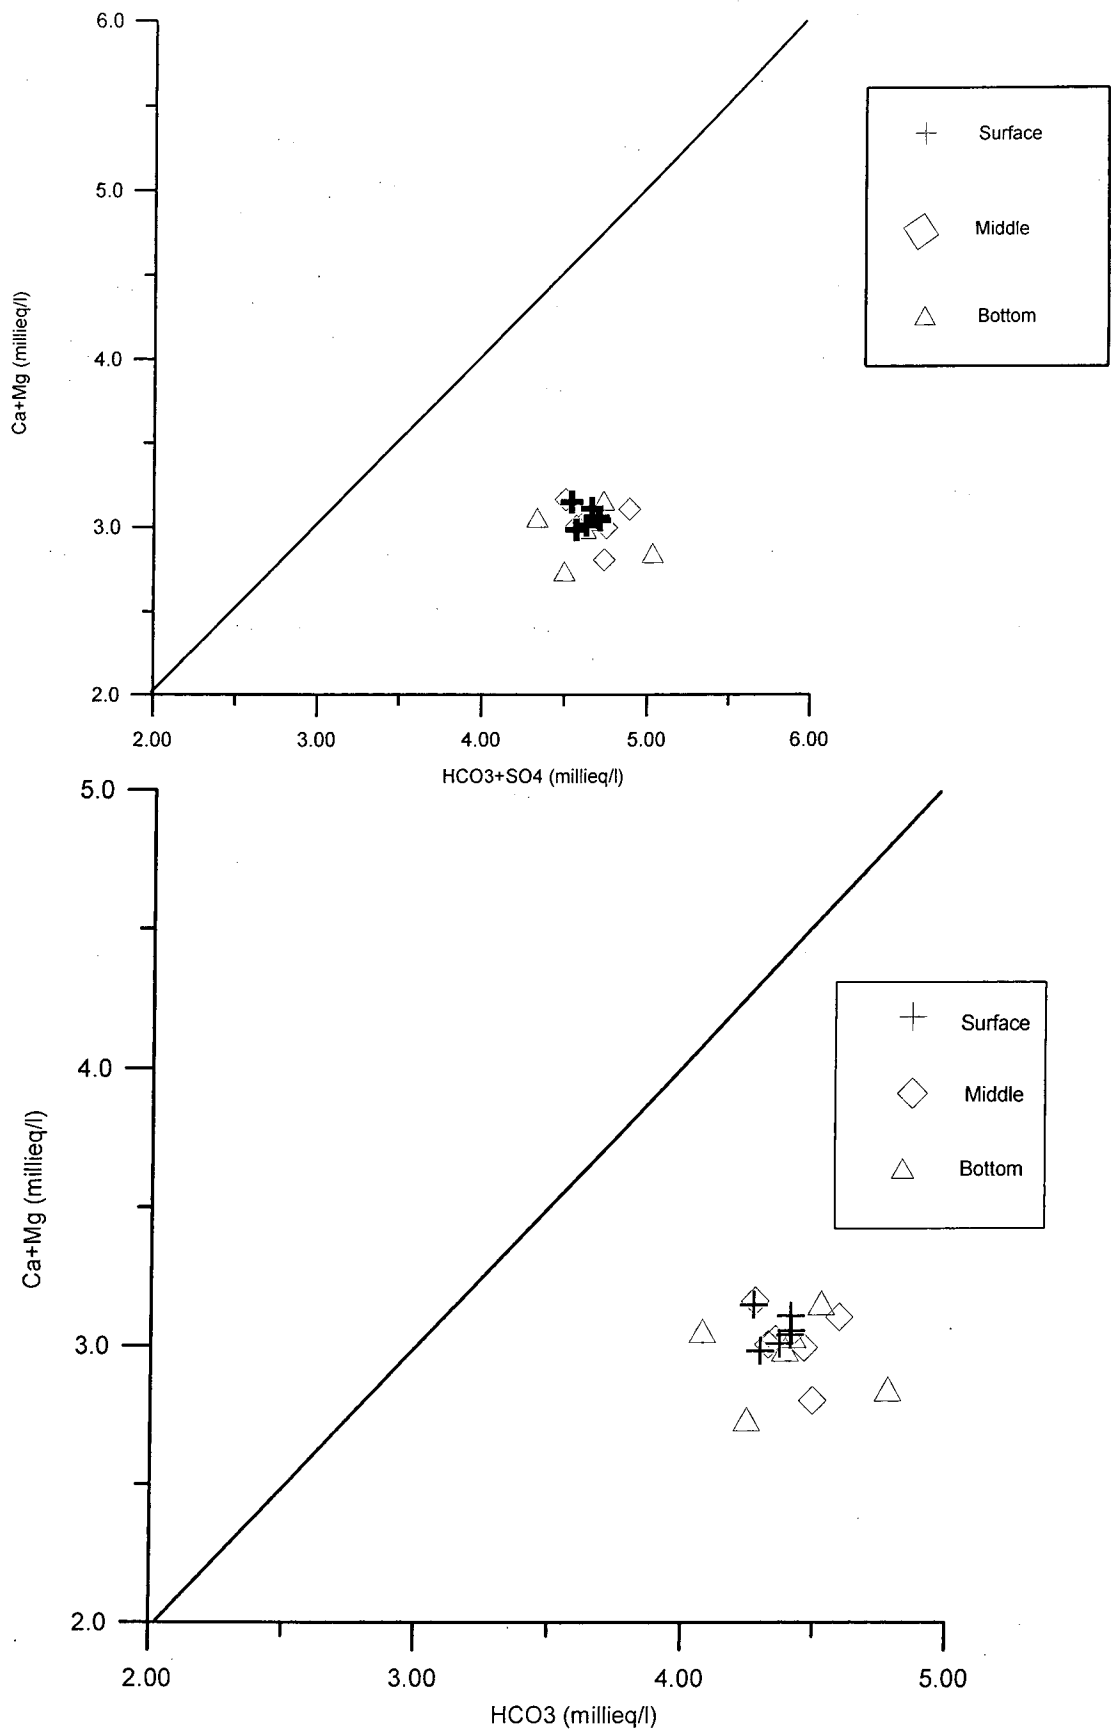 6.0
5.0
4.0
3.0
2.0
Ca+Mg (millieq/l)
2.00 3.00 4.00 5.00 6.00
HCO3+SO4 (millieq/l)
Surface
Middle
Bottom
5.0
4.0
3.0
2.0
Ca+Mg (millieq/l)
2.00 3.00 4.00 5.00
HCO3 (millieq/l)
Surface
Middle
Bottom